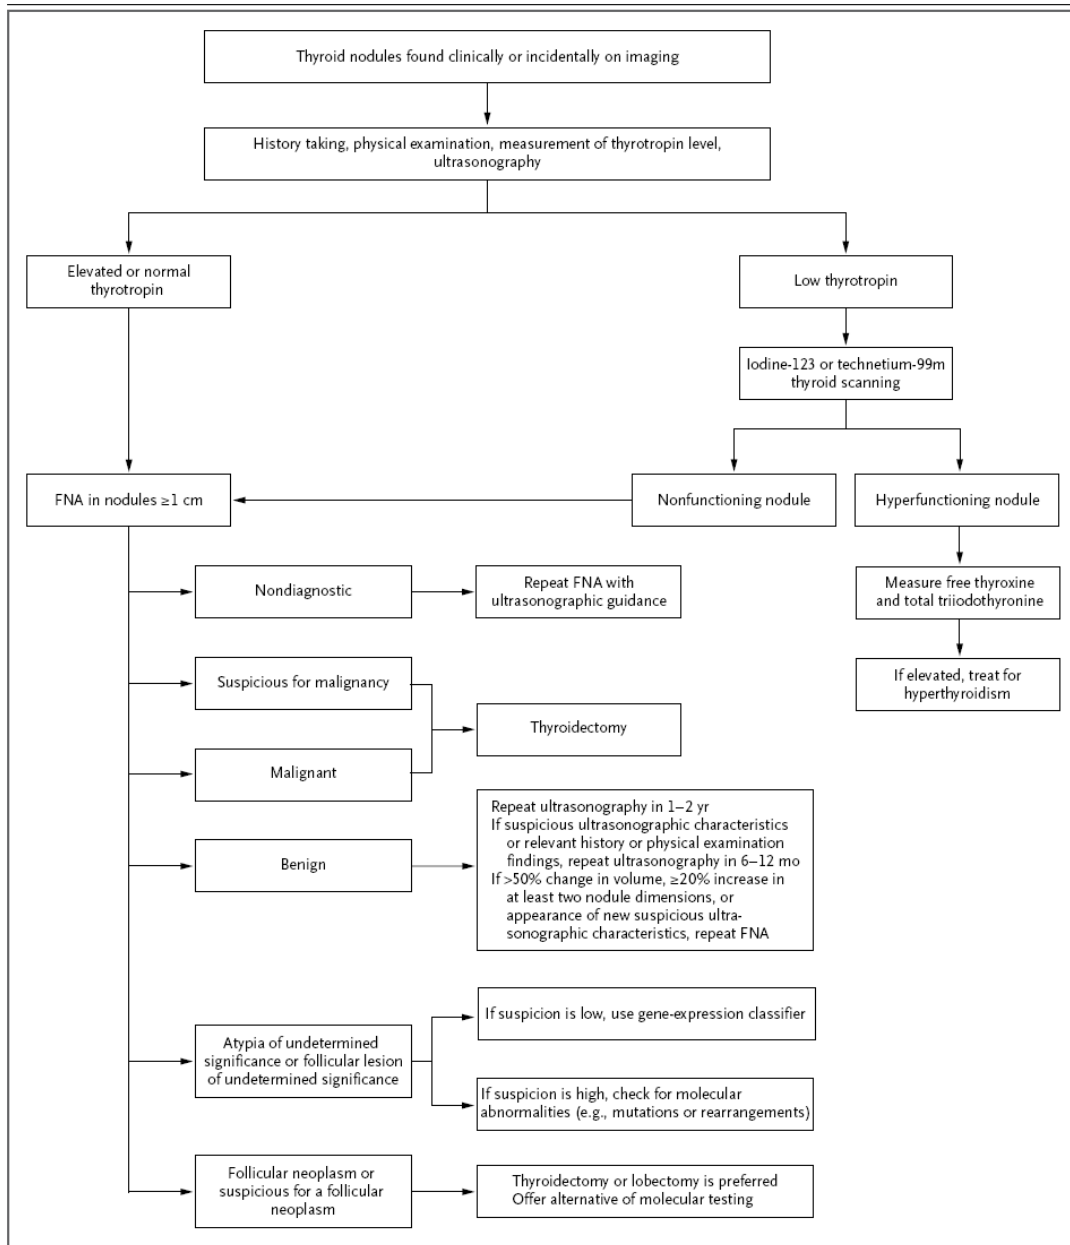 Thyroid nodules found clinically or incidentally on imaging
History taking, physical examination, measurement of thyrotropin level,
ultrasonography
Elevated or normal
thyrotropin
Low thyrotropin
Iodine-123 or technetium-99m
thyroid scanning
FNA in nodules ≥1 cm
Nonfunctioning nodule
Hyperfunctioning nodule
Nondiagnostic
Repeat FNA with
ultrasonographic guidance
Measure free thyroxine
and total triiodothyronine
If elevated, treat for
hyperthyroidism
Suspicious for malignancy
Thyroidectomy
Malignant
Benign
Repeat ultrasonography in 1–2 yr
If suspicious ultrasonographic characteristics
or relevant history or physical examination
findings, repeat ultrasonography in 6–12 mo
If >50% change in volume, ≥20% increase in
at least two nodule dimensions, or
appearance of new suspicious ultra-
sonographic characteristics, repeat FNA
Atypia of undetermined
significance or follicular lesion
of undetermined significance
If suspicion is low, use gene-expression classifier
If suspicion is high, check for molecular
abnormalities (e.g., mutations or rearrangements)
Follicular neoplasm or
suspicious for a follicular
neoplasm
Thyroidectomy or lobectomy is preferred
Offer alternative of molecular testing